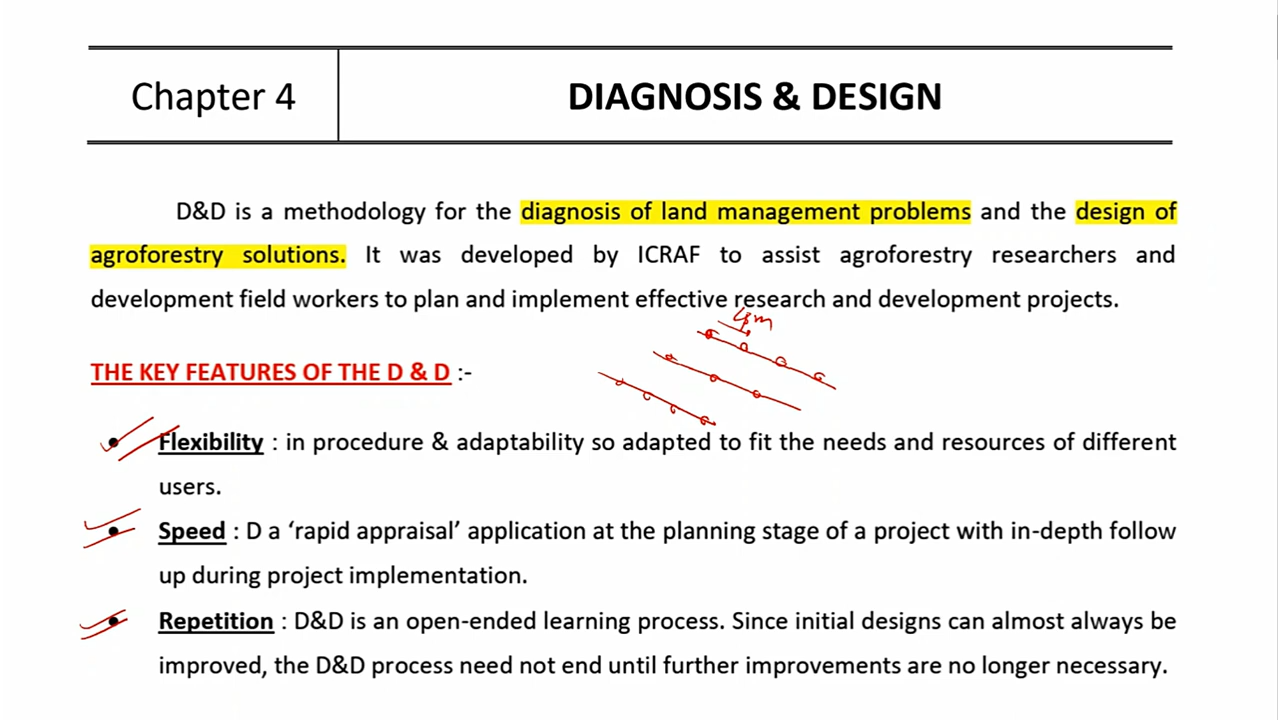 Chapter 4
DIAGNOSIS & DESIGN
D&D is a methodology for the diagnosis of land management problems and the design of
agroforestry solutions. It was developed by ICRAF to assist agroforestry researchers and
development field workers to plan and implement effective research and development projects.
4m
THE KEY FEATURES OF THE D & D :-
• Flexibility : in procedure & adaptability so adapted to fit the needs and resources of different
users.
• Speed : D a ‘rapid appraisal’ application at the planning stage of a project with in-depth follow
up during project implementation.
• Repetition : D&D is an open-ended learning process. Since initial designs can almost always be
improved, the D&D process need not end until further improvements are no longer necessary.